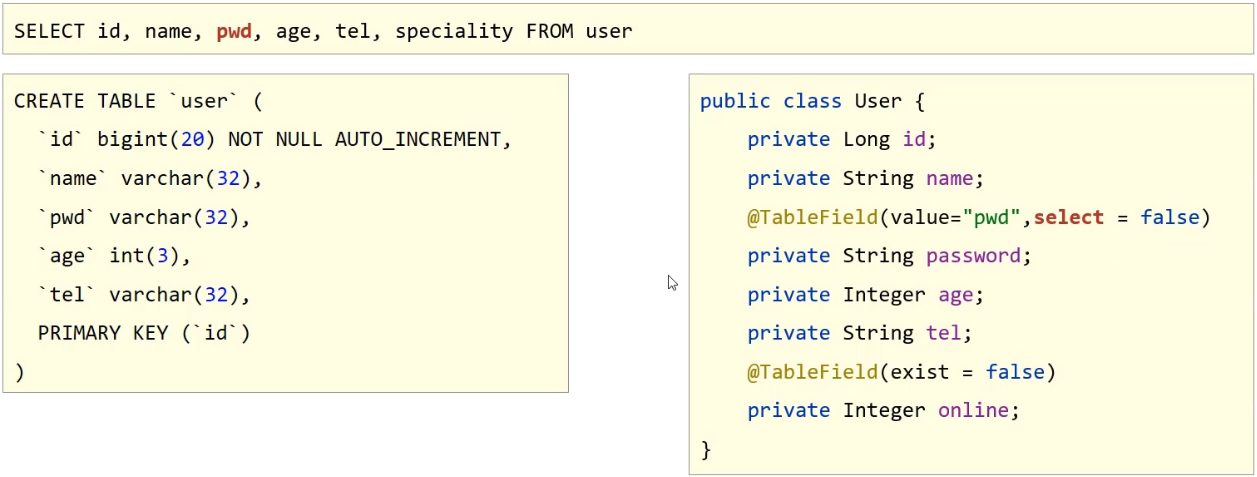 SELECT id, name, pwd, age, tel, speciality FROM user
CREATE TABLE `user` (
`id` bigint(20) NOT NULL AUTO_INCREMENT,
`name` varchar(32),
`pwd` varchar(32),
`age` int(3),
`tel` varchar(32),
PRIMARY KEY (`id`)
)
public class User {
private Long id;
private String name;
@TableField(value="pwd",select = false)
private String password;
private Integer age;
private String tel;
@TableField(exist = false)
private Integer online;
}